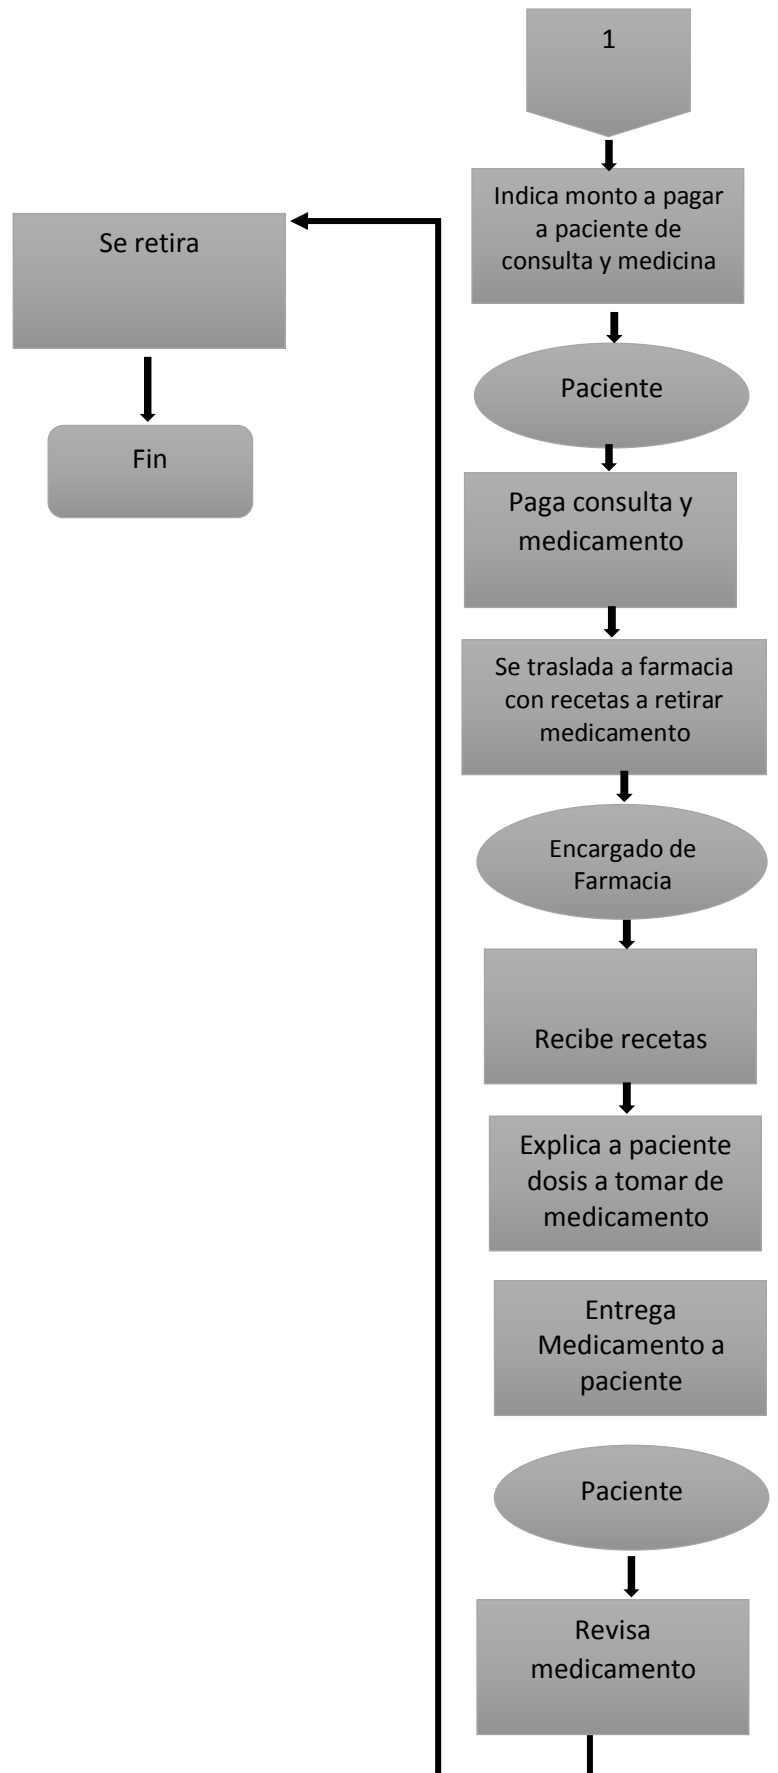 1
Indica monto a pagar
a paciente de
consulta y medicina
Paciente
Paga consulta y
medicamento
Se traslada a farmacia
con recetas a retirar
medicamento
Encargado de
Farmacia
Recibe recetas
Explica a paciente
dosis a tomar de
medicamento
Entrega
Medicamento a
paciente
Paciente
Revisa
medicamento
Se retira
Fin